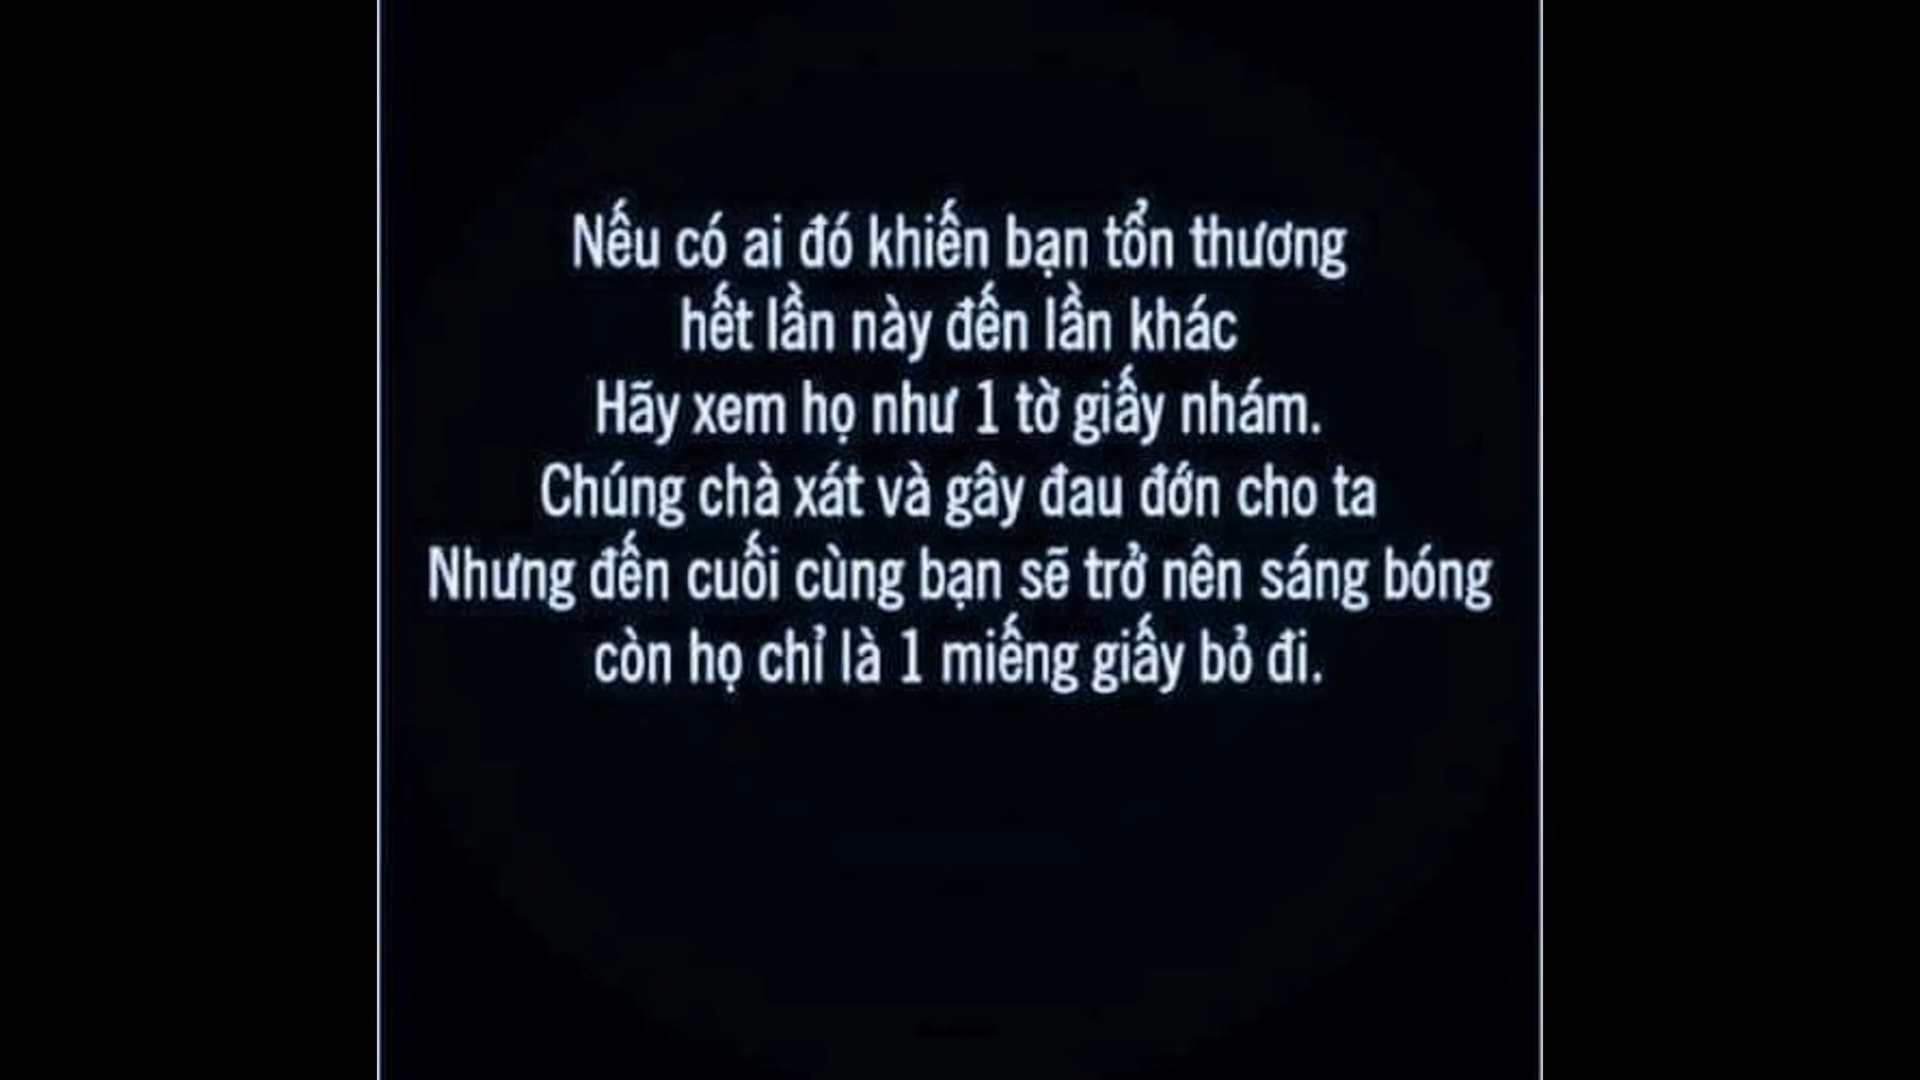 Nếu có ai đó khiến bạn tổn thương
hết lần này đến lần khác
Hãy xem họ như 1 tờ giấy nhám.
Chúng chà xát và gây đau đớn cho ta
Nhưng đến cuối cùng bạn sẽ trở nên sáng bóng
còn họ chỉ là 1 miếng giấy bỏ đi.